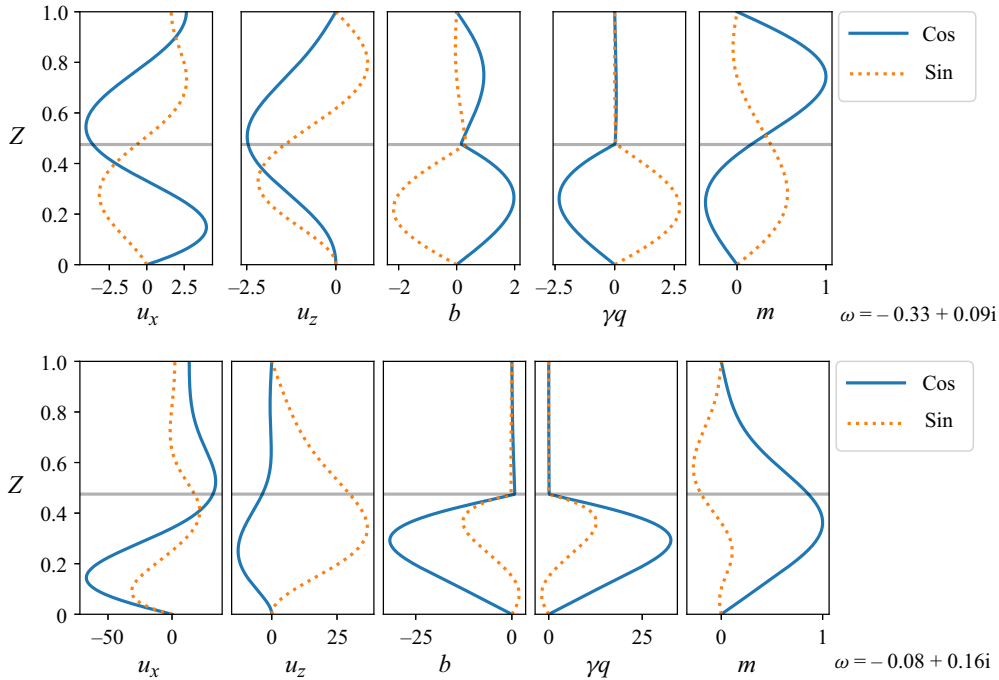 1.0
0.8
0.6
Z
0.4
0.2
0
−2.5 0 2.5
−2.5 0
−2 0 2
−2.5 0 2.5
0 1
u_x
u_z
b
γq
m
Cos
Sin
ω = − 0.33 + 0.09i
1.0
0.8
0.6
Z
0.4
0.2
0
−50 0
0 25
−25 0
0 25
0 1
u_x
u_z
b
γq
m
Cos
Sin
ω = − 0.08 + 0.16i